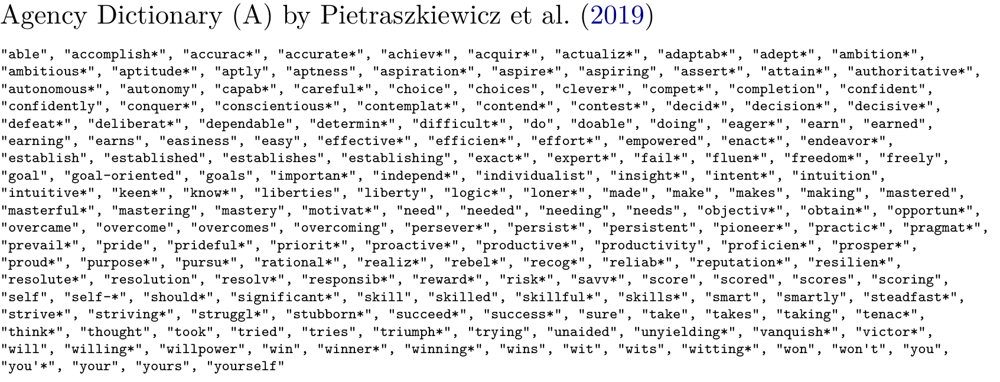 Agency Dictionary (A) by Pietraszkiewicz et al. (2019)
"able", "accomplish*", "accurac*", "accurate*", "achiev*", "acquir*", "actualiz*", "adaptab*", "adept*", "ambition*",
"ambitious*", "aptitude*", "aptly", "aptness", "aspiration*", "aspire*", "aspiring", "assert*", "attain*", "authoritative*",
"autonomous*", "autonomy", "capab*", "careful*", "choice", "choices", "clever*", "compet*", "completion", "confident",
"confidently", "conquer*", "conscientious*", "contemplat*", "contend*", "contest*", "decid*", "decision*", "decisive*",
"defeat*", "deliberat*", "dependable", "determin*", "difficult*", "do", "doable", "doing", "eager*", "earn", "earned",
"earning", "earns", "easiness", "easy", "effective*", "efficien*", "effort*", "empowered", "enact*", "endeavor*",
"establish", "established", "establishes", "establishing", "exact*", "expert*", "fail*", "fluen*", "freedom*", "freely",
"goal", "goal-oriented", "goals", "importan*", "independ*", "individualist", "insight*", "intent*", "intuition",
"intuitive*", "keen*", "know*", "liberties", "liberty", "logic*", "loner*", "made", "make", "makes", "making", "mastered",
"masterful*", "mastering", "mastery", "motivat*", "need", "needed", "needing", "needs", "objectiv*", "obtain*", "opportun*",
"overcame", "overcome", "overcomes", "overcoming", "persever*", "persist*", "persistent", "pioneer*", "practic*", "pragmat*",
"prevail*", "pride", "prideful*", "priorit*", "proactive*", "productive*", "productivity", "proficien*", "prosper*",
"proud*", "purpose*", "pursu*", "rational*", "realiz*", "rebel*", "recog*", "reliab*", "reputation*", "resilien*",
"resolute*", "resolution", "resolv*", "responsib*", "reward*", "risk*", "savv*", "score", "scored", "scores", "scoring",
"self", "self-*", "should*", "significant*", "skill", "skilled", "skillful*", "skills*", "smart", "smartly", "steadfast*",
"strive*", "striving*", "struggl*", "stubborn*", "succeed*", "success*", "sure", "take", "takes", "taking", "tenac*",
"think*", "thought", "took", "tried", "tries", "triumph*", "trying", "unaided", "unyielding*", "vanquish*", "victor*",
"will", "willing*", "willpower", "win", "winner*", "winning*", "wins", "wit", "wits", "witting*", "won", "won't", "you",
"you'*", "your", "yours", "yourself"